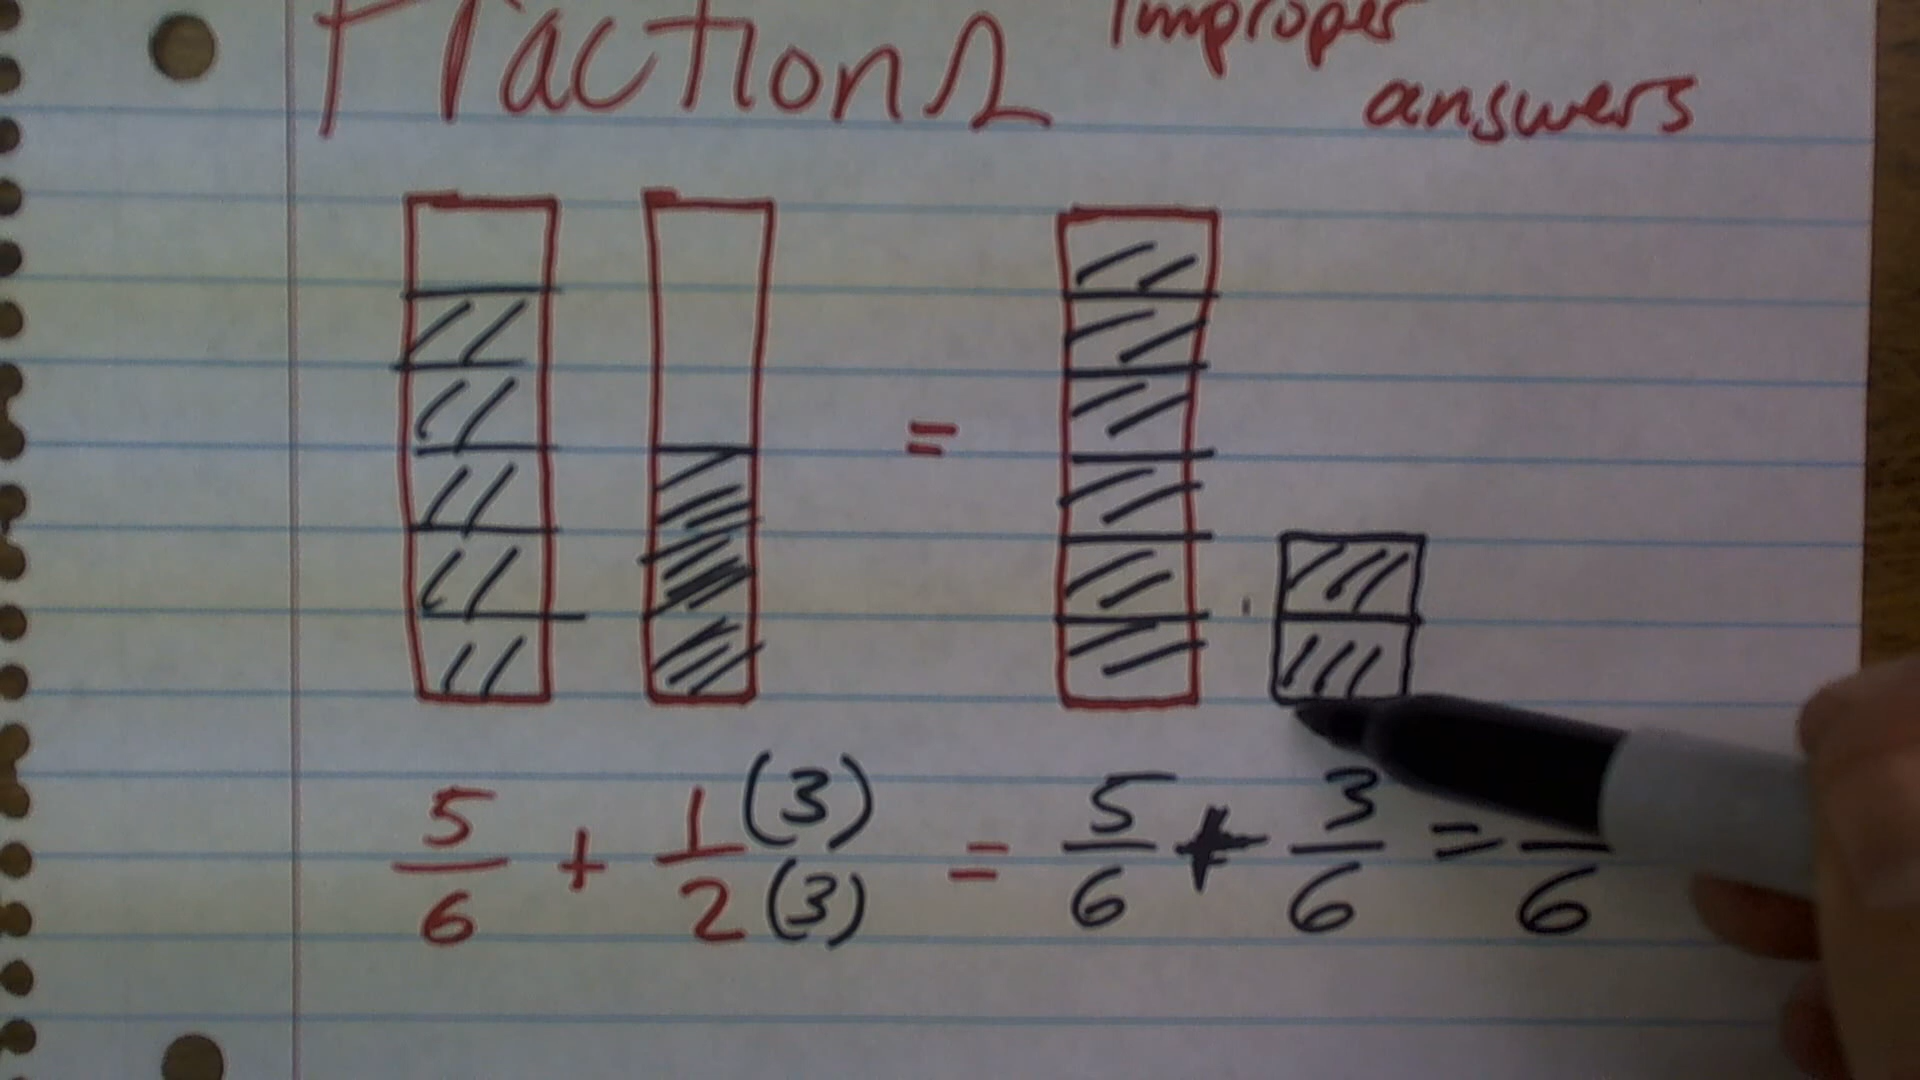 Fractions
Improper
answers
=
5/6 + 1(3)/2(3) = 5/6 + 3/6 = /6